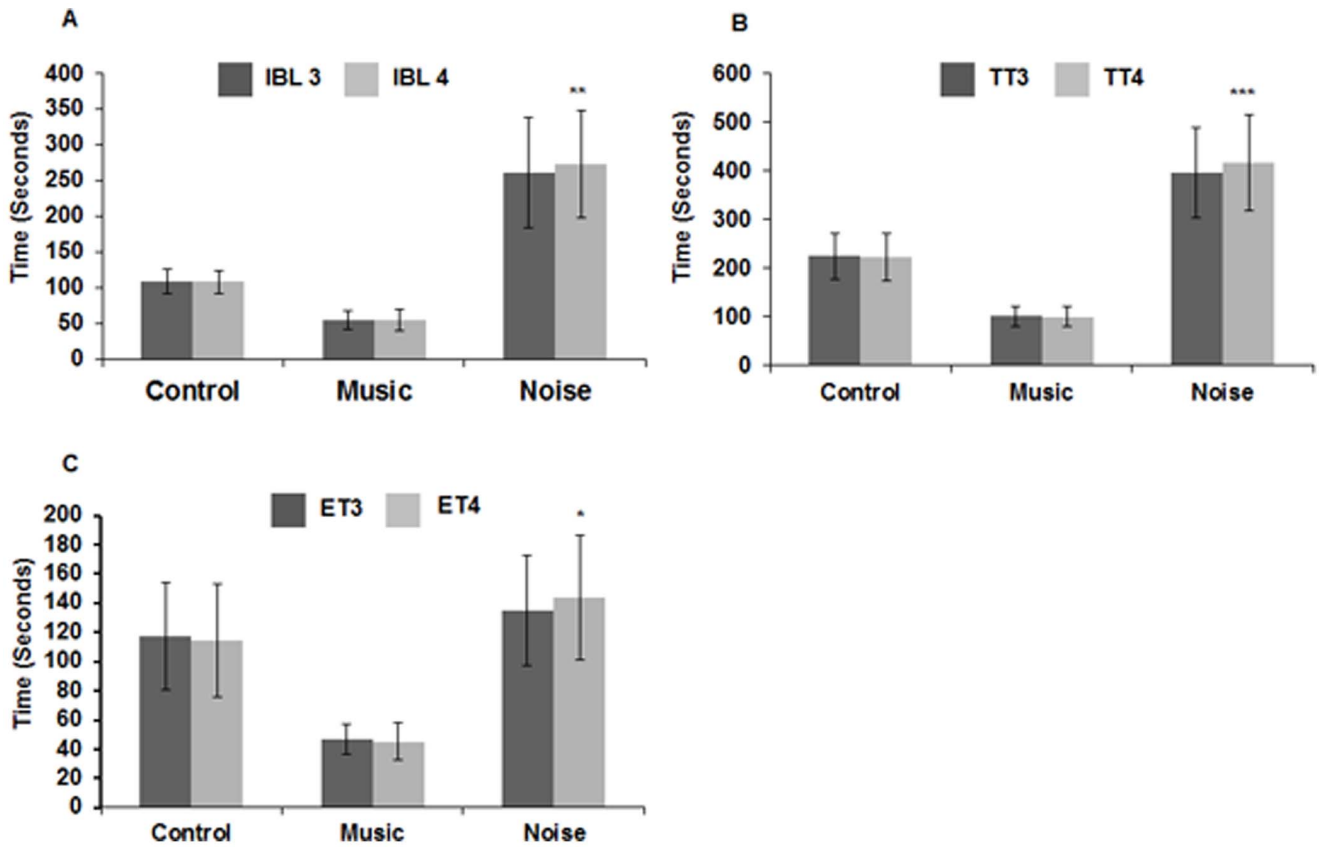 A
IBL 3 IBL 4
**
400
350
300
250
200
150
100
50
0
Time (Seconds)
Control Music Noise
B
TT3 TT4
***
600
500
400
300
200
100
0
Time (Seconds)
Control Music Noise
C
ET3 ET4
*
200
180
160
140
120
100
80
60
40
20
0
Time (Seconds)
Control Music Noise